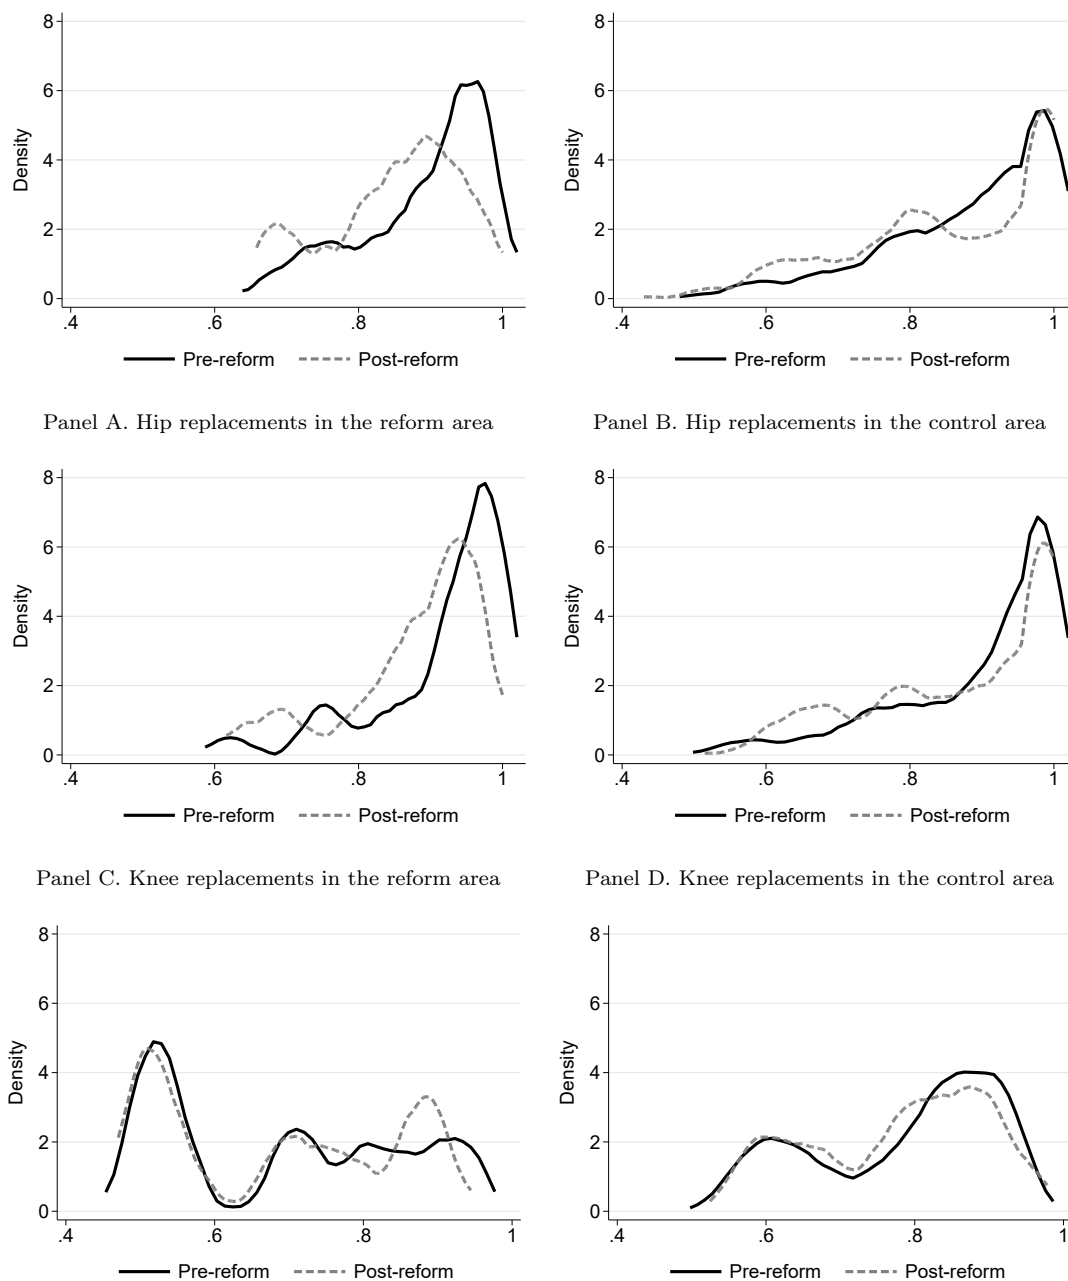 8
6
4
2
0
Density
.4 .6 .8 1
Pre-reform Post-reform
8
6
4
2
0
Density
.4 .6 .8 1
Pre-reform Post-reform
Panel A. Hip replacements in the reform area
Panel B. Hip replacements in the control area
8
6
4
2
0
Density
.4 .6 .8 1
Pre-reform Post-reform
8
6
4
2
0
Density
.4 .6 .8 1
Pre-reform Post-reform
Panel C. Knee replacements in the reform area
Panel D. Knee replacements in the control area
8
6
4
2
0
Density
.4 .6 .8 1
Pre-reform Post-reform
8
6
4
2
0
Density
.4 .6 .8 1
Pre-reform Post-reform